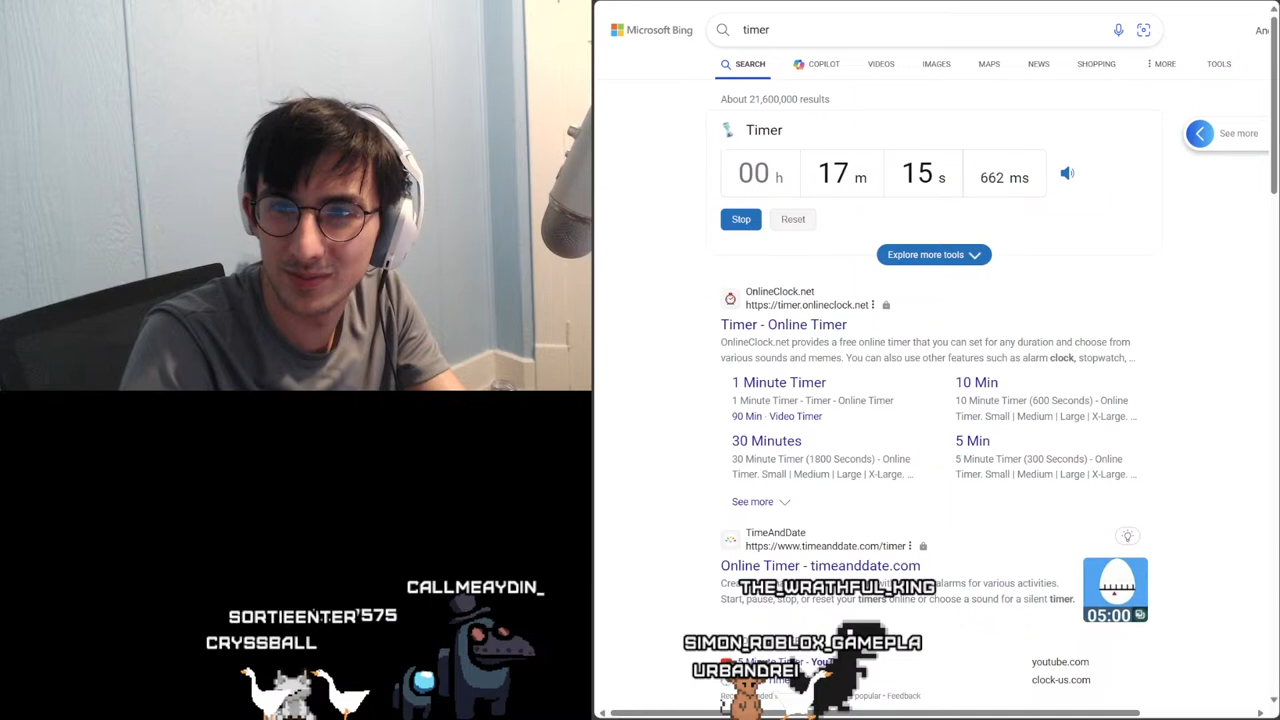 Microsoft Bing
timer
SEARCH
COPILOT
VIDEOS
IMAGES
MAPS
NEWS
SHOPPING
MORE
TOOLS
About 21,600,000 results
Timer
00 h 17 m 15 s 662 ms
See more
Stop
Reset
Explore more tools
OnlineClock.net
https://timer.onlineclock.net
Timer - Online Timer
OnlineClock.net provides a free online timer that you can set for any duration and choose from
various sounds and memes. You can also use other features such as alarm clock, stopwatch, ...
1 Minute Timer
1 Minute Timer - Timer - Online Timer
90 Min · Video Timer
10 Min
10 Minute Timer (600 Seconds) - Online
Timer. Small | Medium | Large | X-Large. ...
30 Minutes
30 Minute Timer (1800 Seconds) - Online
Timer. Small | Medium | Large | X-Large. ...
5 Min
5 Minute Timer (300 Seconds) - Online
Timer. Small | Medium | Large | X-Large. ...
See more
TimeAndDate
https://www.timeanddate.com/timer
Online Timer - timeanddate.com
alarms for various activities.
Start, pause, stop, or reset your timers online or choose a sound for a silent timer.
05:00
youtube.com
clock-us.com
popular · Feedback
CALLMEAYDIN_
SORTIEENTER
575
CRYSSBALL
THE_WRATHFUL_KING
SIMON_ROBLOX_GAMEPLA
URBANDREI